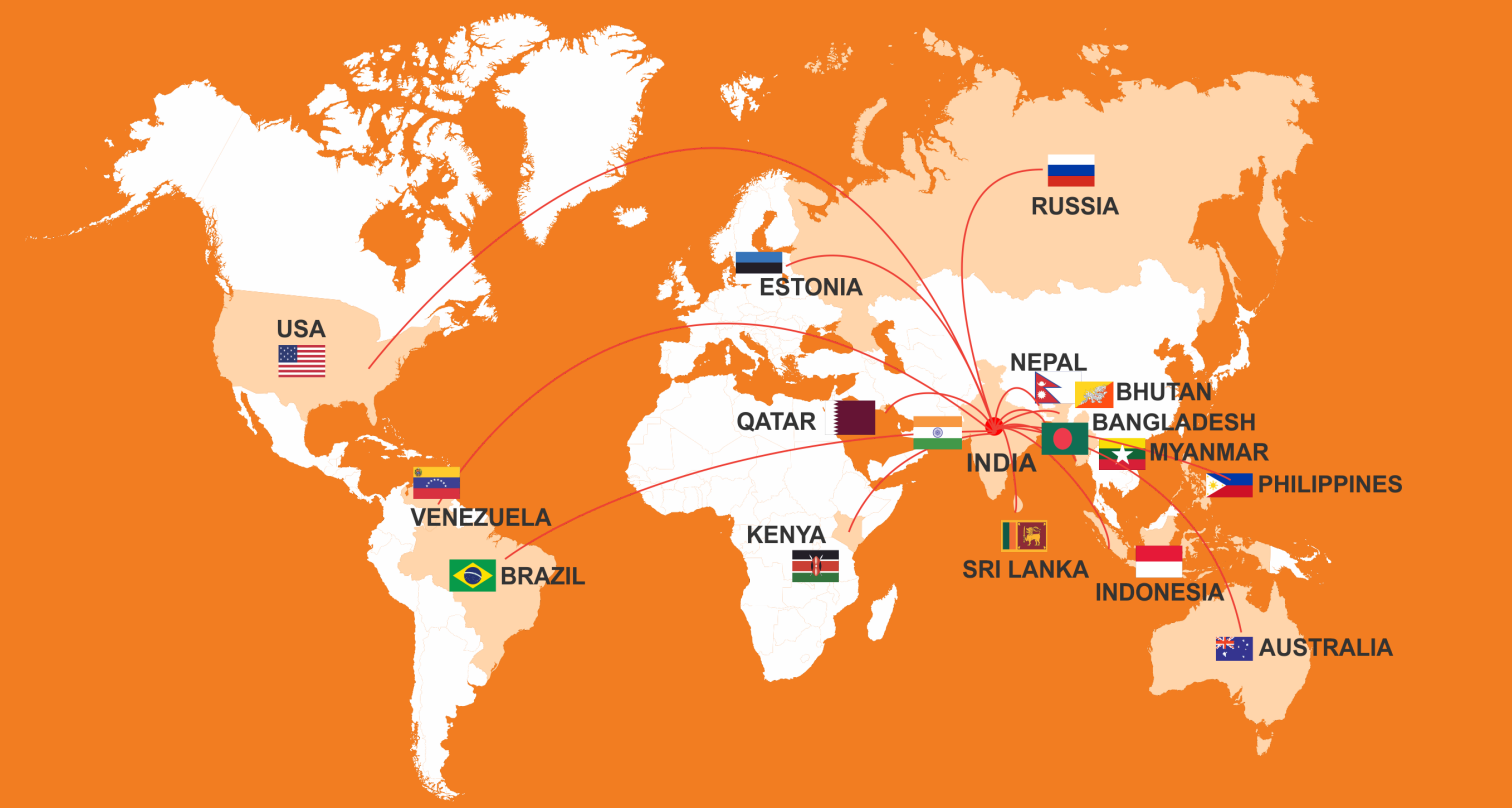 RUSSIA
ESTONIA
USA
NEPAL
BHUTAN
QATAR
BANGLADESH
INDIA
MYANMAR
PHILIPPINES
VENEZUELA
KENYA
SRI LANKA
BRAZIL
INDONESIA
AUSTRALIA